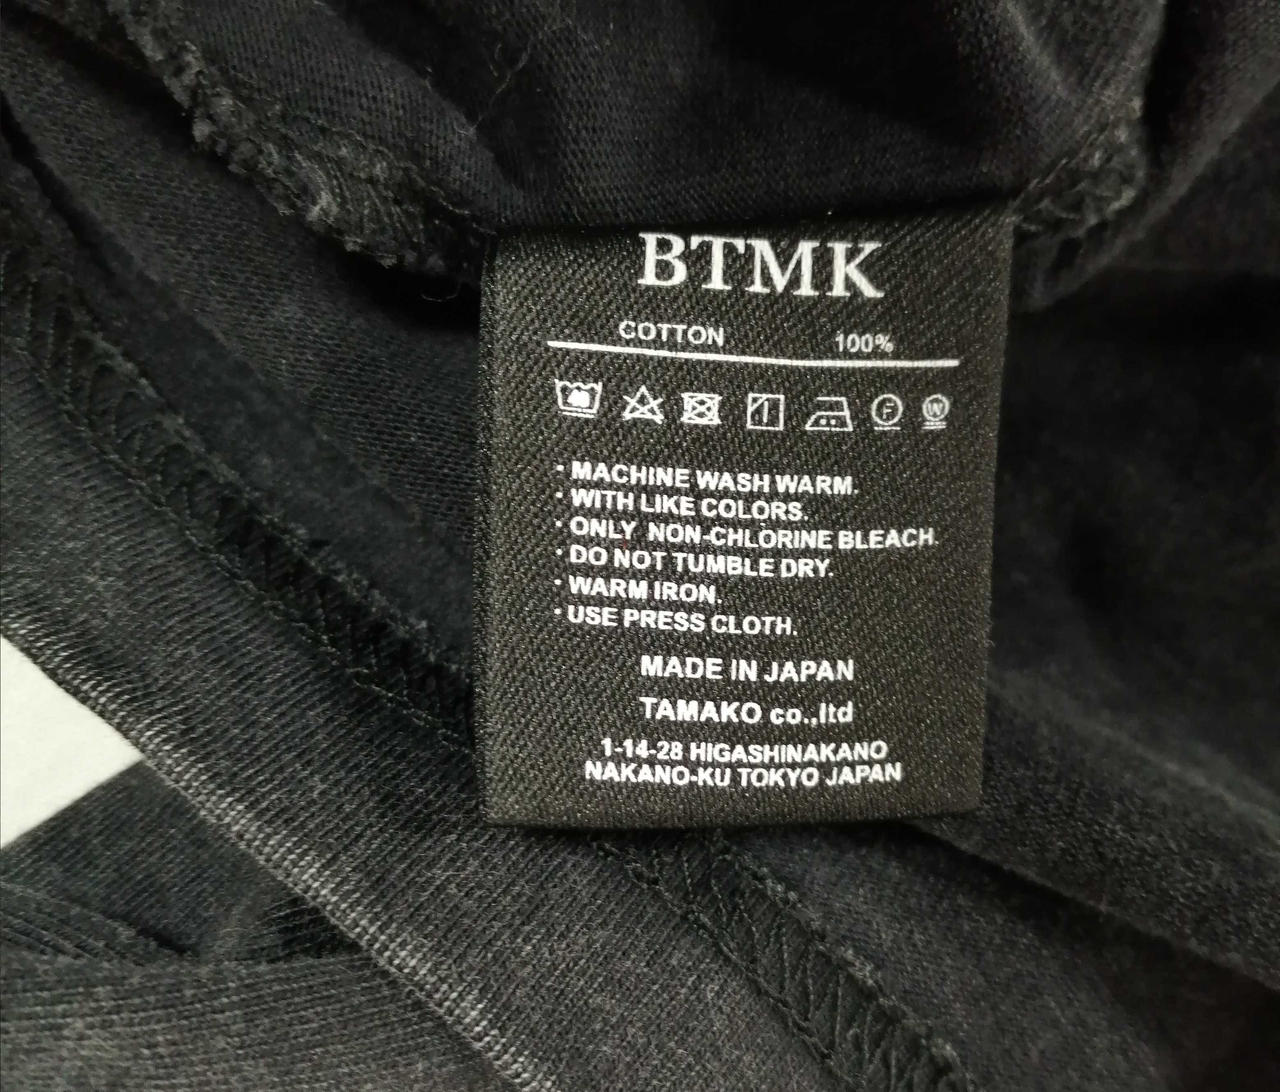 BTMK
COTTON 100%
40 F W
· MACHINE WASH WARM.
· WITH LIKE COLORS.
· ONLY NON-CHLORINE BLEACH.
· DO NOT TUMBLE DRY.
· WARM IRON.
· USE PRESS CLOTH.
MADE IN JAPAN
TAMAKO co.,ltd
1-14-28 HIGASHINAKANO
NAKANO-KU TOKYO JAPAN